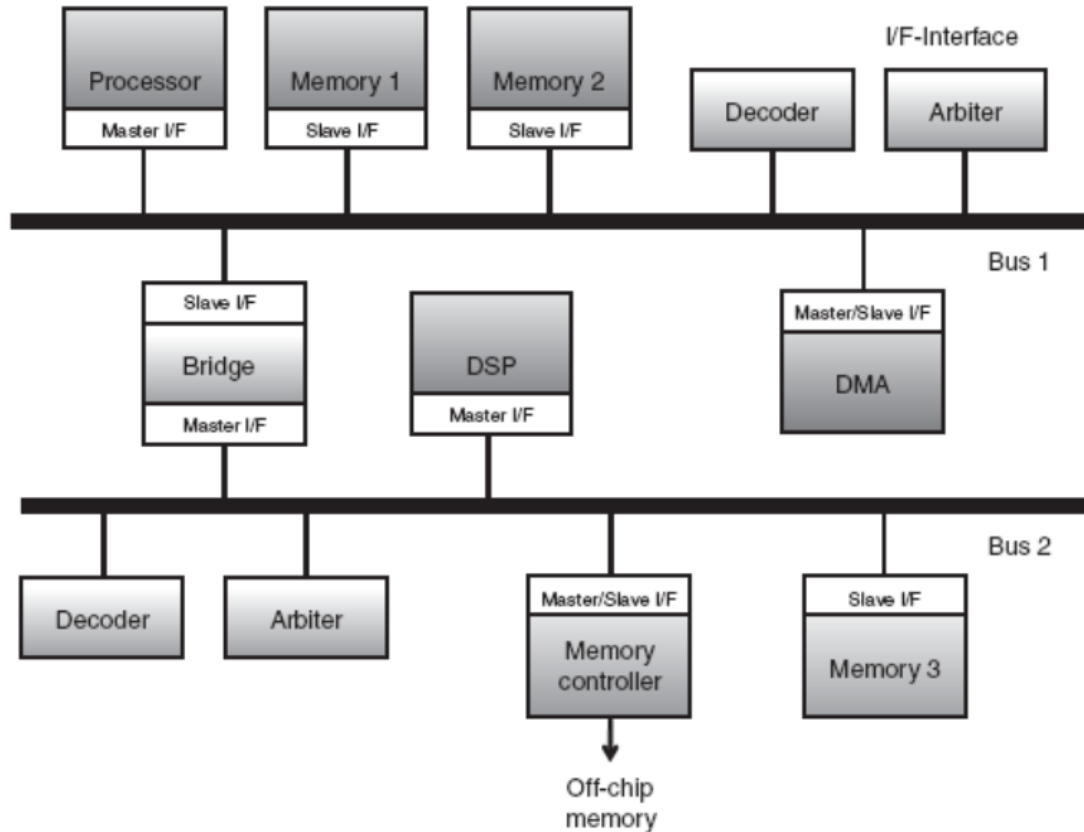 I/F-Interface
Processor
Master I/F
Memory 1
Slave I/F
Memory 2
Slave I/F
Decoder
Arbiter
Bus 1
Slave I/F
Bridge
Master I/F
DSP
Master I/F
Master/Slave I/F
DMA
Bus 2
Decoder
Arbiter
Master/Slave I/F
Memory
controller
Slave I/F
Memory 3
Off-chip
memory